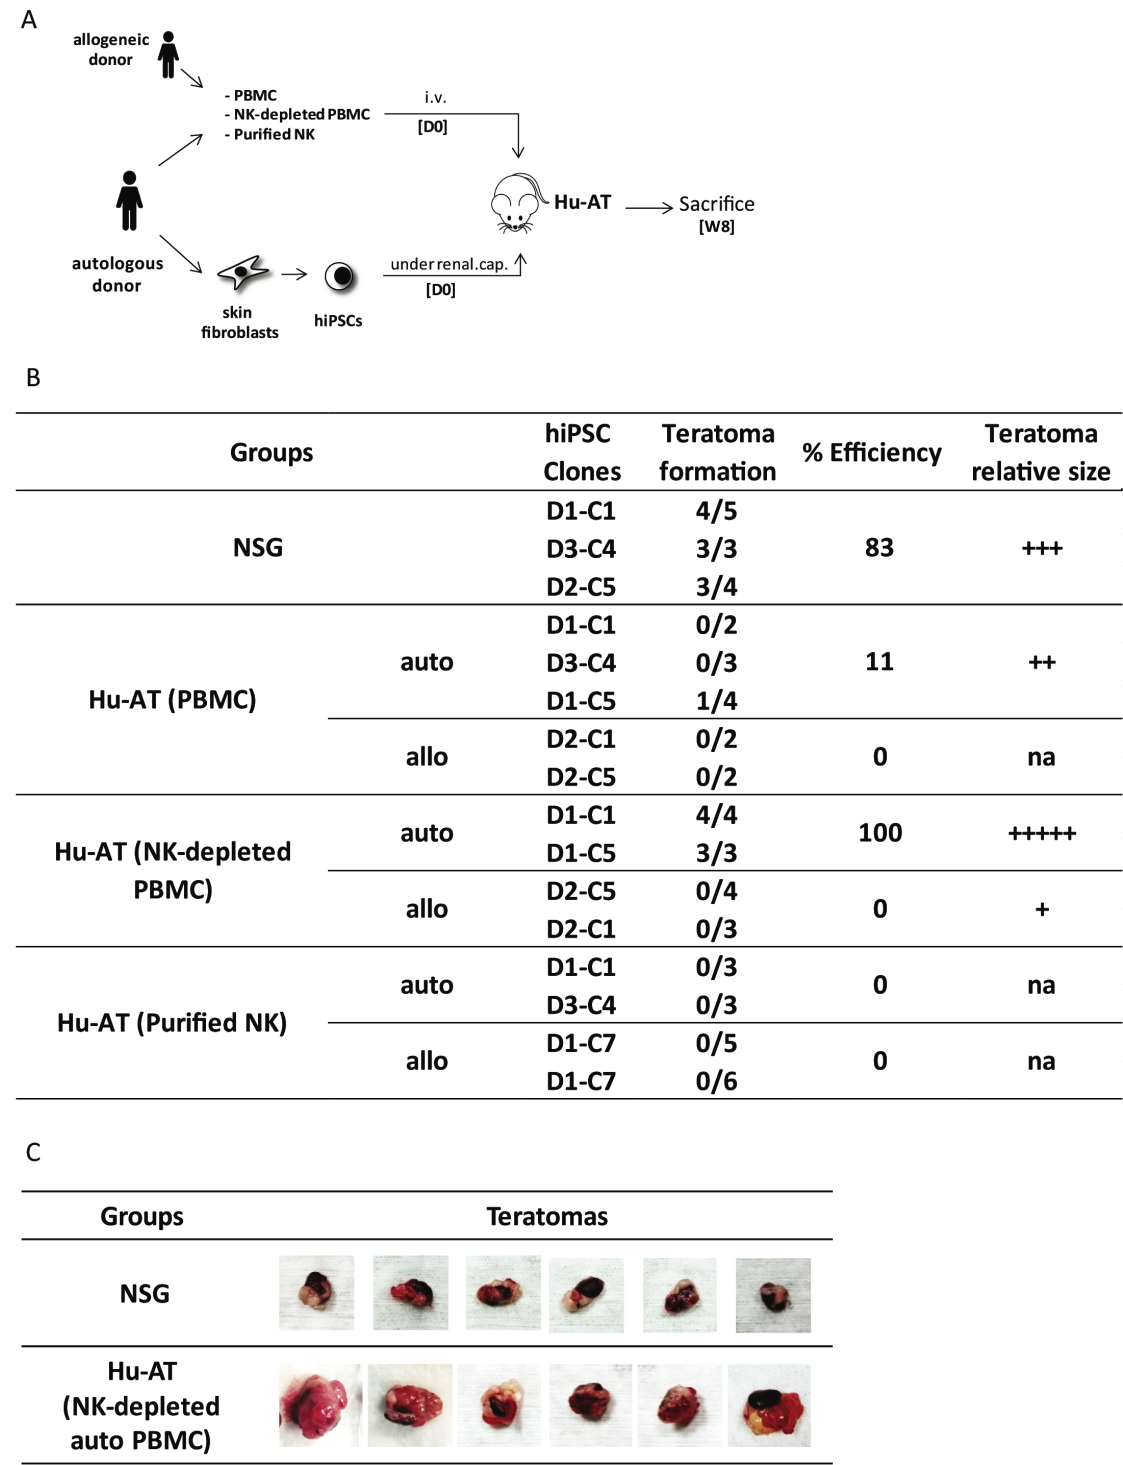 A
allogeneic
donor
- PBMC
- NK-depleted PBMC
- Purified NK
i.v.
[D0]
Hu-AT
Sacrifice
[W8]
autologous
donor
skin
fibroblasts
hiPSCs
under renal.cap.
[D0]
B
Groups
hiPSC
Clones
Teratoma
formation
% Efficiency
Teratoma
relative size
NSG
D1-C1 4/5
D3-C4 3/3
D2-C5 3/4
83
+++
Hu-AT (PBMC)
auto
D1-C1 0/2
D3-C4 0/3
D1-C5 1/4
11
++
allo
D2-C1 0/2
D2-C5 0/2
0
na
Hu-AT (NK-depleted
PBMC)
auto
D1-C1 4/4
D1-C5 3/3
100
+++++
allo
D2-C5 0/4
D2-C1 0/3
0
+
Hu-AT (Purified NK)
auto
D1-C1 0/3
D3-C4 0/3
0
na
allo
D1-C7 0/5
D1-C7 0/6
0
na
C
Groups
Teratomas
NSG
Hu-AT
(NK-depleted
auto PBMC)